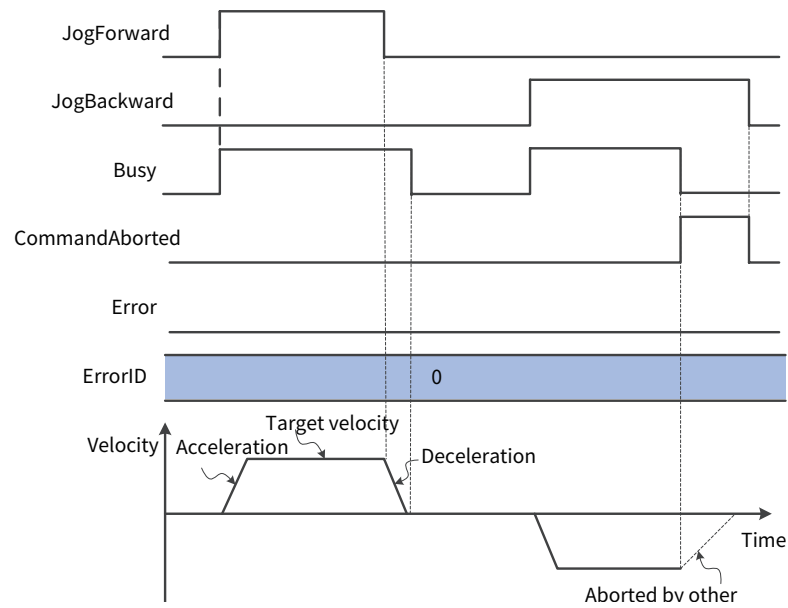 JogForward
JogBackward
Busy
CommandAborted
Error
ErrorID 0
Target velocity
Velocity Acceleration
Deceleration
Time
Aborted by other